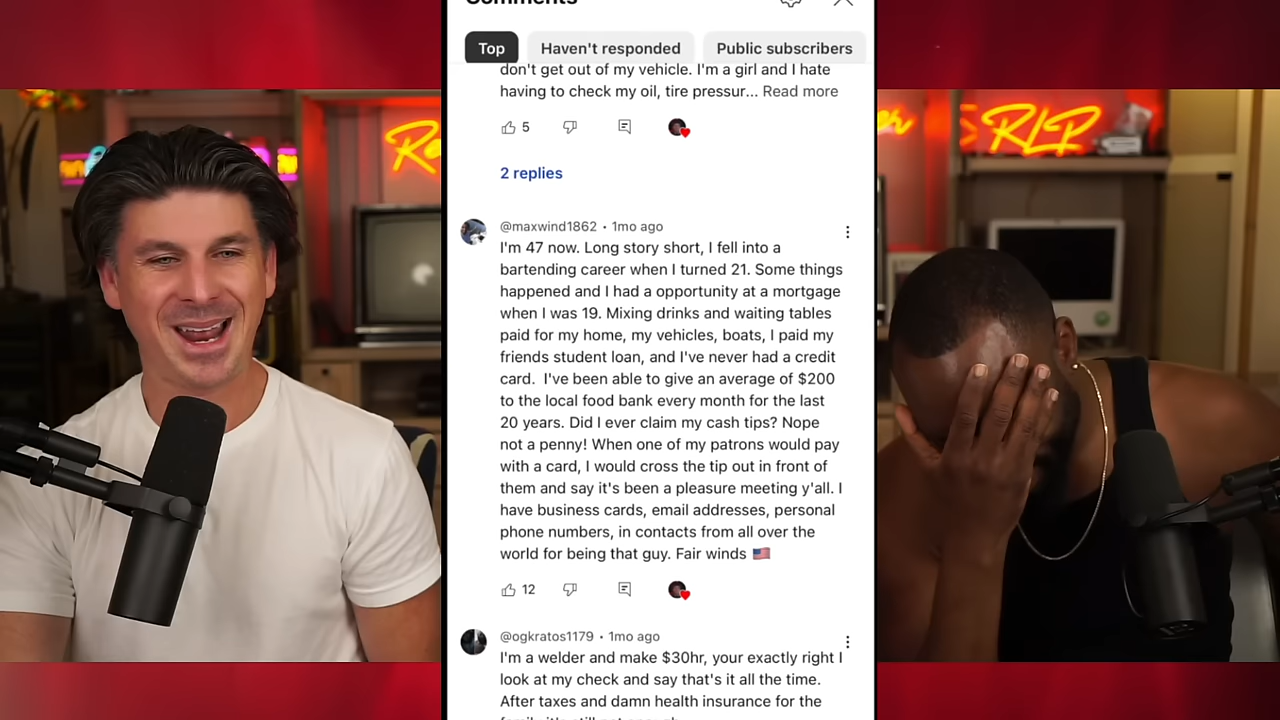 Comments
Top
Haven't responded
Public subscribers
don't get out of my vehicle. I'm a girl and I hate
having to check my oil, tire pressur... Read more
5
2 replies
@maxwind1862 • 1mo ago
I'm 47 now. Long story short, I fell into a
bartending career when I turned 21. Some things
happened and I had a opportunity at a mortgage
when I was 19. Mixing drinks and waiting tables
paid for my home, my vehicles, boats, I paid my
friends student loan, and I've never had a credit
card.  I've been able to give an average of $200
to the local food bank every month for the last
20 years. Did I ever claim my cash tips? Nope
not a penny! When one of my patrons would pay
with a card, I would cross the tip out in front of
them and say it's been a pleasure meeting y'all. I
have business cards, email addresses, personal
phone numbers, in contacts from all over the
world for being that guy. Fair winds 🇺🇸
12
@ogkratos1179 • 1mo ago
I'm a welder and make $30hr, your exactly right I
look at my check and say that's it all the time.
After taxes and damn health insurance for the
RLP